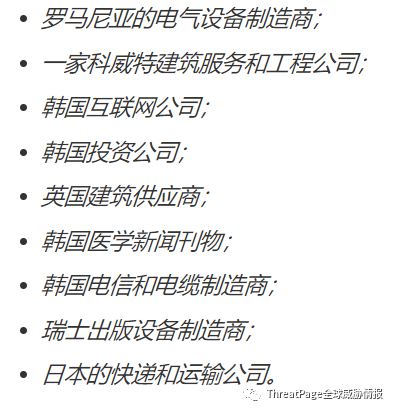 • 罗马尼亚的电气设备制造商；
• 一家科威特建筑服务和工程公司；
• 韩国互联网公司；
• 韩国投资公司；
• 英国建筑供应商；
• 韩国医学新闻刊物；
• 韩国电信和电缆制造商；
• 瑞士出版设备制造商；
• 日本的快递和运输公司。
ThreatPage全球威胁情报